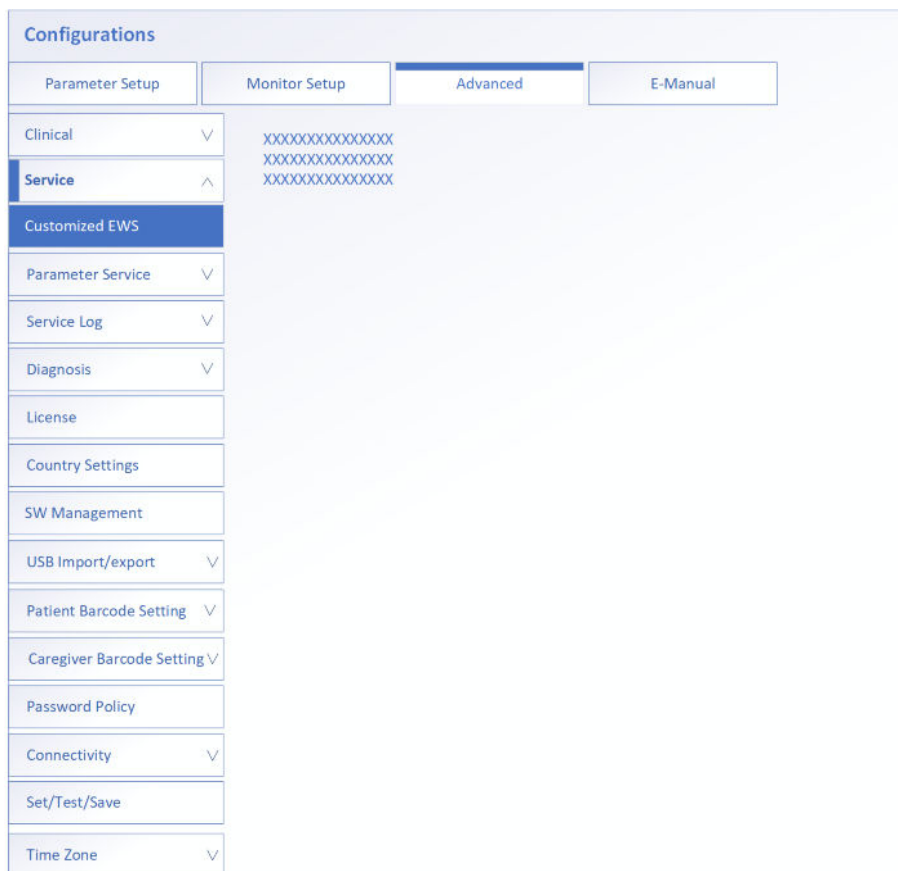 Configurations
Parameter Setup
Monitor Setup
Advanced
E-Manual
Clinical
Service
Customized EWS
Parameter Service
Service Log
Diagnosis
License
Country Settings
SW Management
USB Import/export
Patient Barcode Setting
Caregiver Barcode Setting
Password Policy
Connectivity
Set/Test/Save
Time Zone
XXXXXXXXXXXXXXX
XXXXXXXXXXXXXXX
XXXXXXXXXXXXXXX